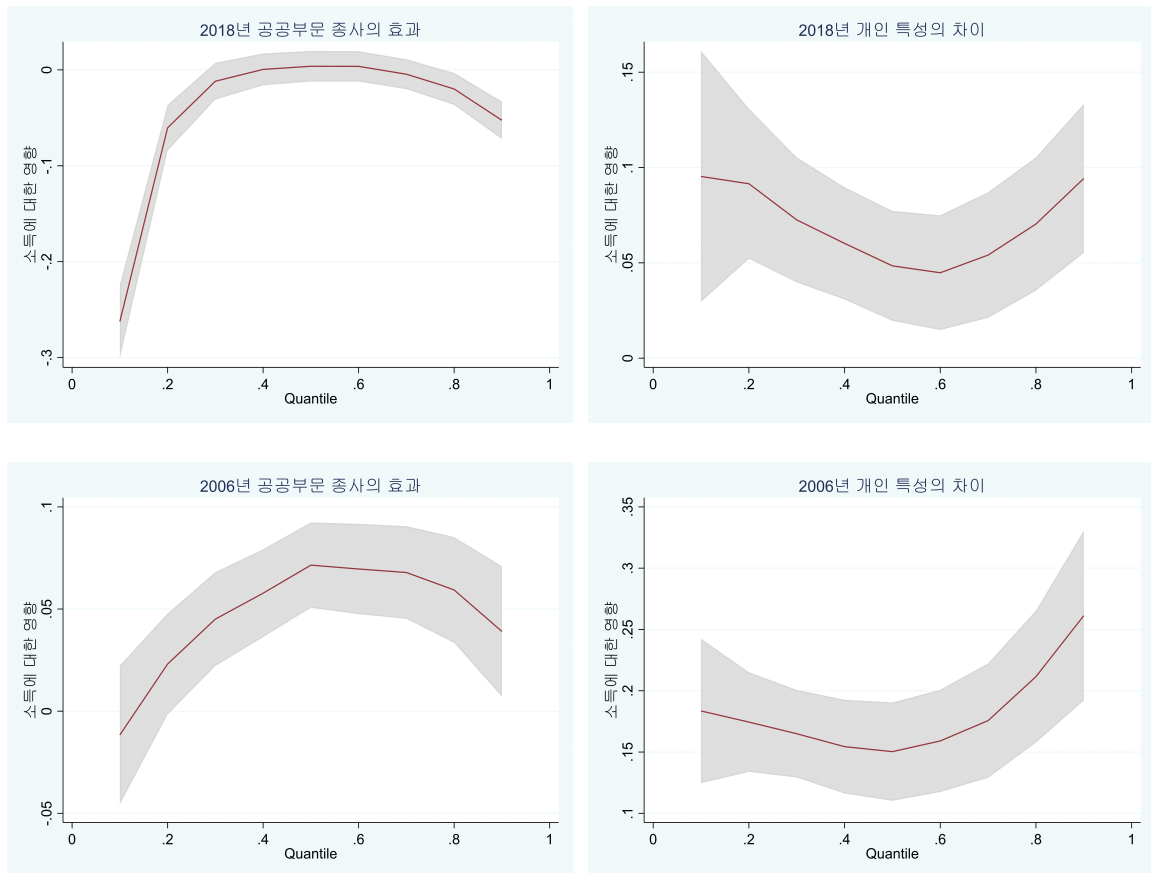 2018년 공공부문 종사의 효과
소득에 대한 영향
0
-.1
-.2
-.3
0 .2 .4 .6 .8 1
Quantile
2018년 개인 특성의 차이
소득에 대한 영향
.15
.1
.05
0
0 .2 .4 .6 .8 1
Quantile
2006년 공공부문 종사의 효과
소득에 대한 영향
.1
.05
0
-.05
0 .2 .4 .6 .8 1
Quantile
2006년 개인 특성의 차이
소득에 대한 영향
.35
.3
.25
.2
.15
.1
0 .2 .4 .6 .8 1
Quantile